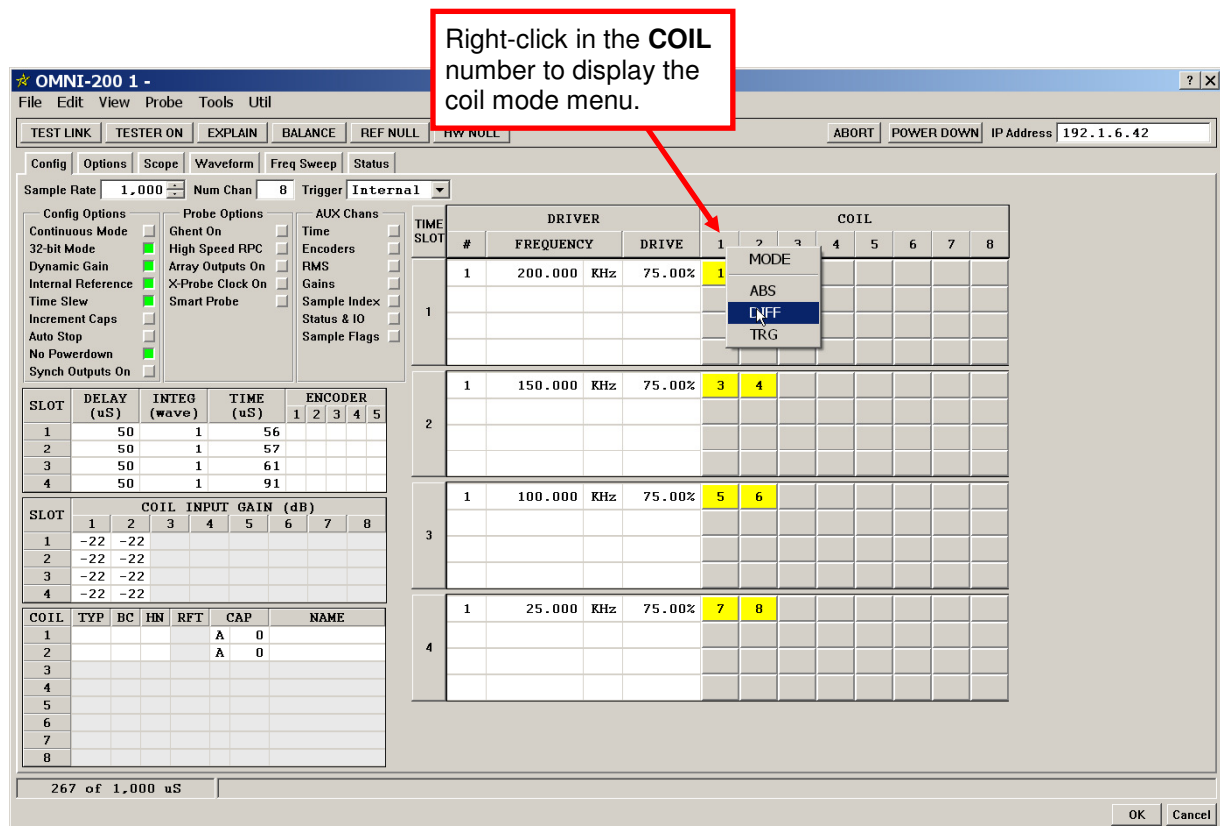 Right-click in the COIL
number to display the
coil mode menu.
OMNI-200 1 -
File Edit View Probe Tools Util
TEST LINK TESTER ON EXPLAIN BALANCE REF NULL HW NULL ABORT POWER DOWN IP Address 192.1.6.42
Config Options Scope Waveform Freq Sweep Status
Sample Rate 1,000 Num Chan 8 Trigger Internal
Config Options
Continuous Mode
32-bit Mode
Dynamic Gain
Internal Reference
Time Slew
Increment Caps
Auto Stop
No Powerdown
Synch Outputs On
Probe Options
Ghent On
High Speed RPC
Array Outputs On
X-Probe Clock On
Smart Probe
AUX Chans
Time
Encoders
RMS
Gains
Sample Index
Status & IO
Sample Flags
SLOT DELAY (uS) INTEG (wave) TIME (uS) ENCODER 1 2 3 4 5
1 50 1 56
2 50 1 57
3 50 1 61
4 50 1 91
SLOT COIL INPUT GAIN (dB)
1 2 3 4 5 6 7 8
1 -22 -22
2 -22 -22
3 -22 -22
4 -22 -22
COIL TYP BC HN RFT CAP NAME
1 A 0
2 A 0
3
4
5
6
7
8
TIME SLOT DRIVER COIL
# FREQUENCY DRIVE 1 2 3 4 5 6 7 8
1 1 200.000 KHz 75.00% 1
MODE
ABS
DIFF
TRG
2 1 150.000 KHz 75.00% 3 4
3 1 100.000 KHz 75.00% 5 6
4 1 25.000 KHz 75.00% 7 8
267 of 1,000 uS
OK Cancel